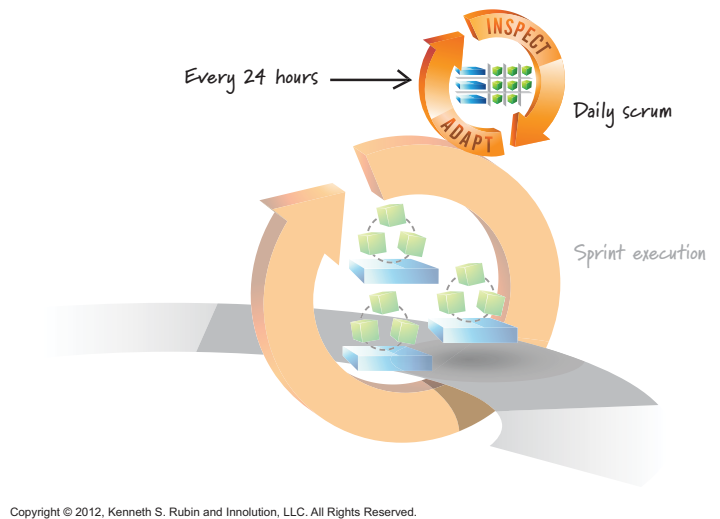 INSPECT
Every 24 hours
Daily scrum
ADAPT
Sprint execution
Copyright © 2012, Kenneth S. Rubin and Innolution, LLC. All Rights Reserved.